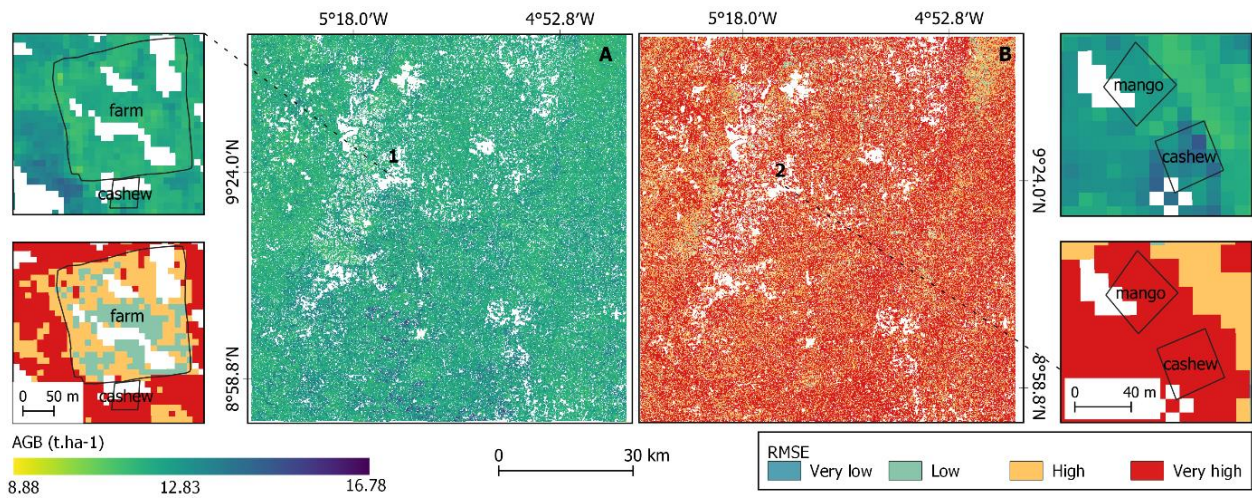 5°18.0'W 4°52.8'W 5°18.0'W 4°52.8'W
A
B
farm
cashew
mango
cashew
1
2
9°24.0'N
9°24.0'N
8°58.8'N
8°58.8'N
farm
cashew
mango
cashew
0 50 m
0 40 m
AGB (t.ha-1)
8.88 12.83 16.78
0 30 km
RMSE
Very low Low High Very high